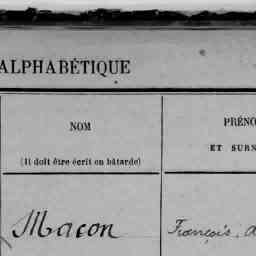 ALPHABÉTIQUE
NOM
(Il doit être écrit en bâtarde)
PRÉNO
ET SURN
Macon
François, A